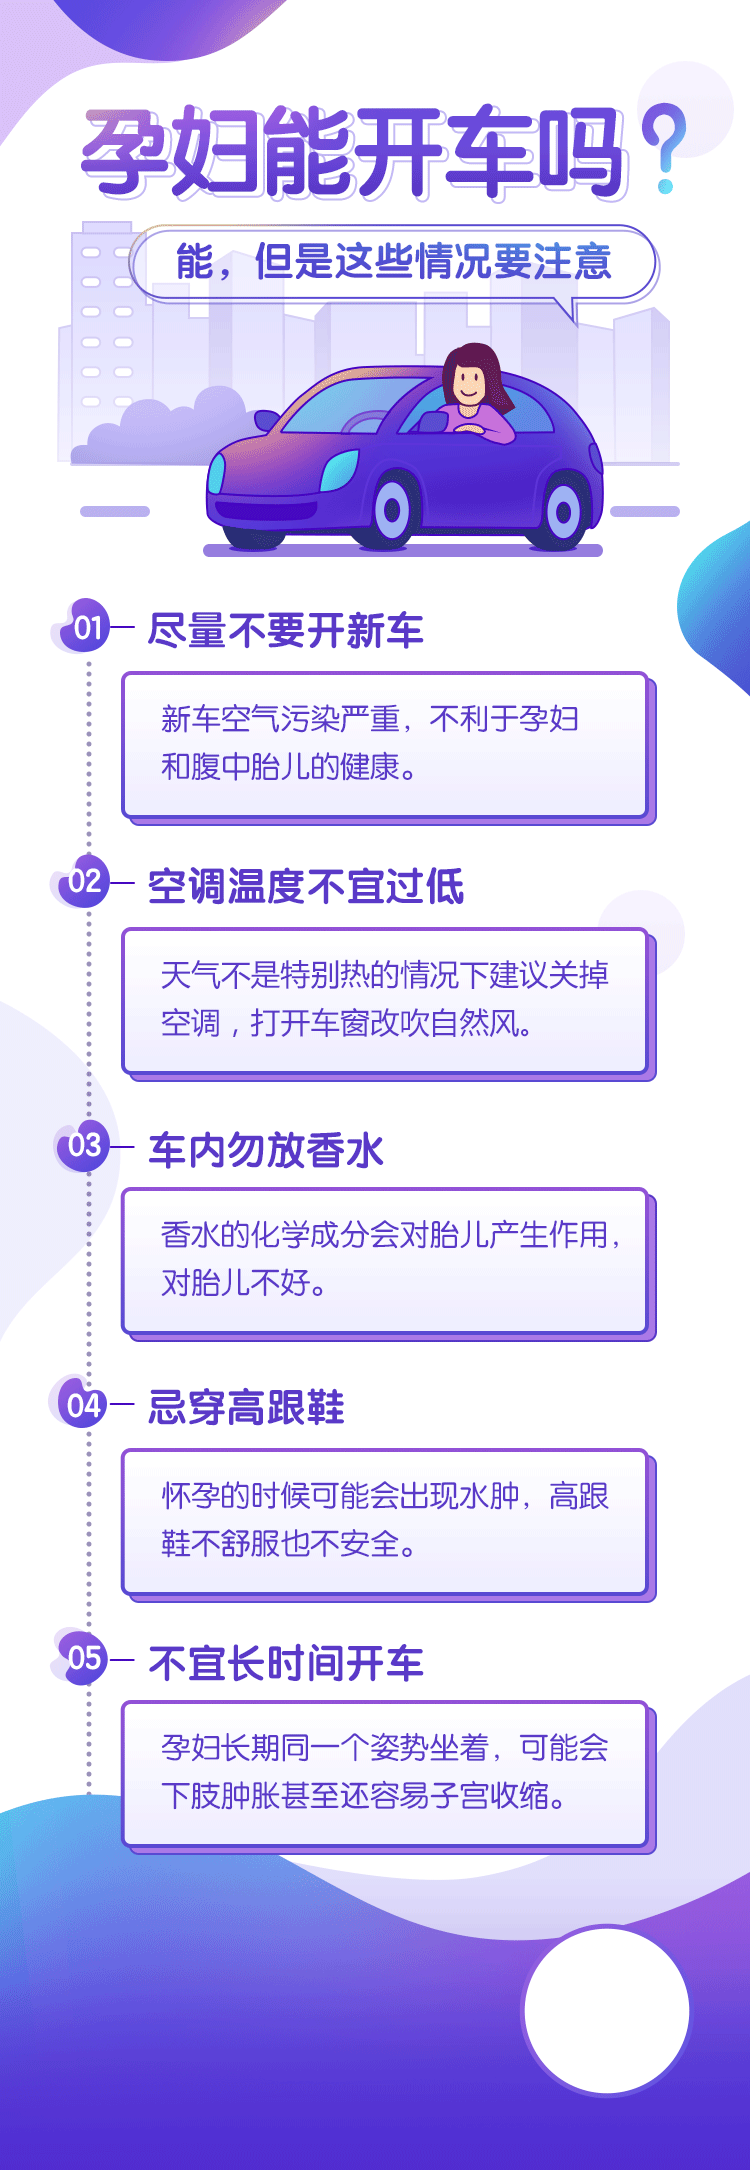 孕妇能开车吗?
能，但是这些情况要注意
01 尽量不要开新车
新车空气污染严重，不利于孕妇
和腹中胎儿的健康。
02 空调温度不宜过低
天气不是特别热的情况下建议关掉
空调，打开车窗改吹自然风。
03 车内勿放香水
香水的化学成分会对胎儿产生作用，
对胎儿不好。
04 忌穿高跟鞋
怀孕的时候可能会出现水肿，高跟
鞋不舒服也不安全。
05 不宜长时间开车
孕妇长期同一个姿势坐着，可能会
下肢肿胀甚至还容易子宫收缩。